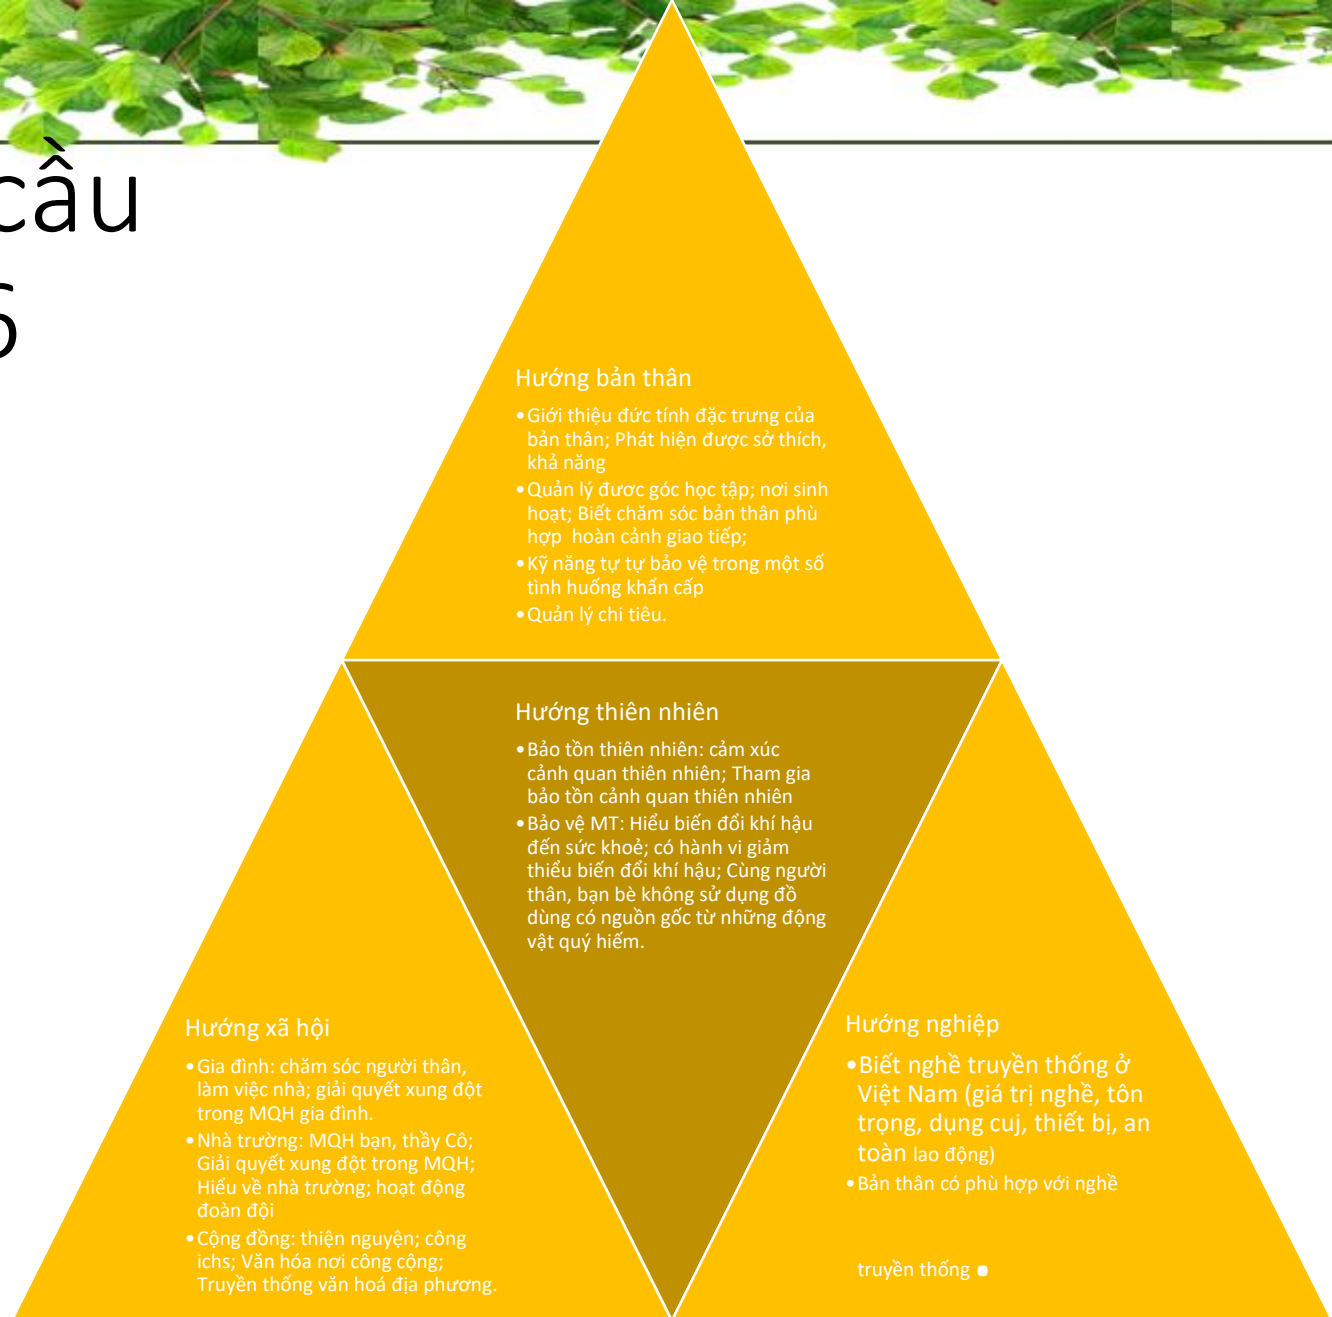 cầu
6
Hướng bản thân
•Giới thiệu đức tính đặc trưng của
bản thân; Phát hiện được sở thích,
khả năng
•Quản lý đươc góc học tập; nơi sinh
hoạt; Biết chăm sóc bản thân phù
hợp hoàn cảnh giao tiếp;
•Kỹ năng tự tự bảo vệ trong một số
tình huống khẩn cấp
•Quản lý chi tiêu.
Hướng thiên nhiên
•Bảo tồn thiên nhiên: cảm xúc
cảnh quan thiên nhiên; Tham gia
bảo tồn cảnh quan thiên nhiên
•Bảo vệ MT: Hiểu biến đổi khí hậu
đến sức khoẻ; có hành vi giảm
thiểu biến đổi khí hậu; Cùng người
thân, bạn bè không sử dụng đồ
dùng có nguồn gốc từ những động
vật quý hiếm.
Hướng xã hội
•Gia đình: chăm sóc người thân,
làm việc nhà; giải quyết xung đột
trong MQH gia đình.
•Nhà trường: MQH bạn, thầy Cô;
Giải quyết xung đột trong MQH;
Hiểu về nhà trường; hoạt động
đoàn đội
•Cộng đồng: thiện nguyện; công
ichs; Văn hóa nơi công cộng;
Truyền thống văn hoá địa phương.
Hướng nghiệp
•Biết nghề truyền thống ở
Việt Nam (giá trị nghề, tôn
trọng, dụng cuj, thiết bị, an
toàn lao động)
•Bản thân có phù hợp với nghề
truyền thống •